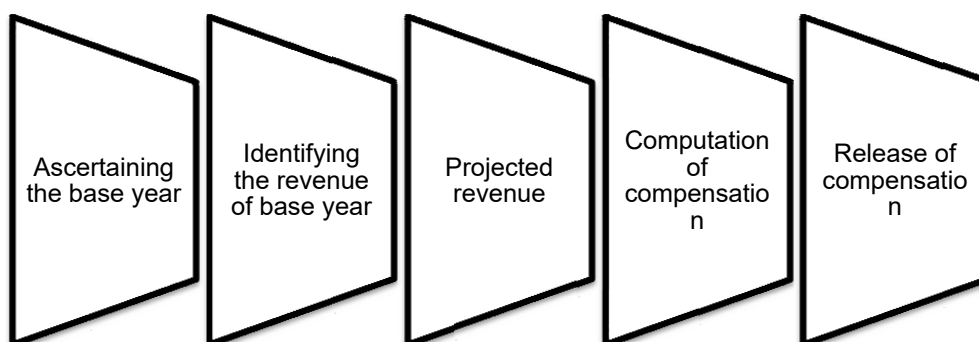 Ascertaining
the base year
Identifying
the revenue
of base year
Projected
revenue
Computation
of
compensatio
n
Release of
compensatio
n